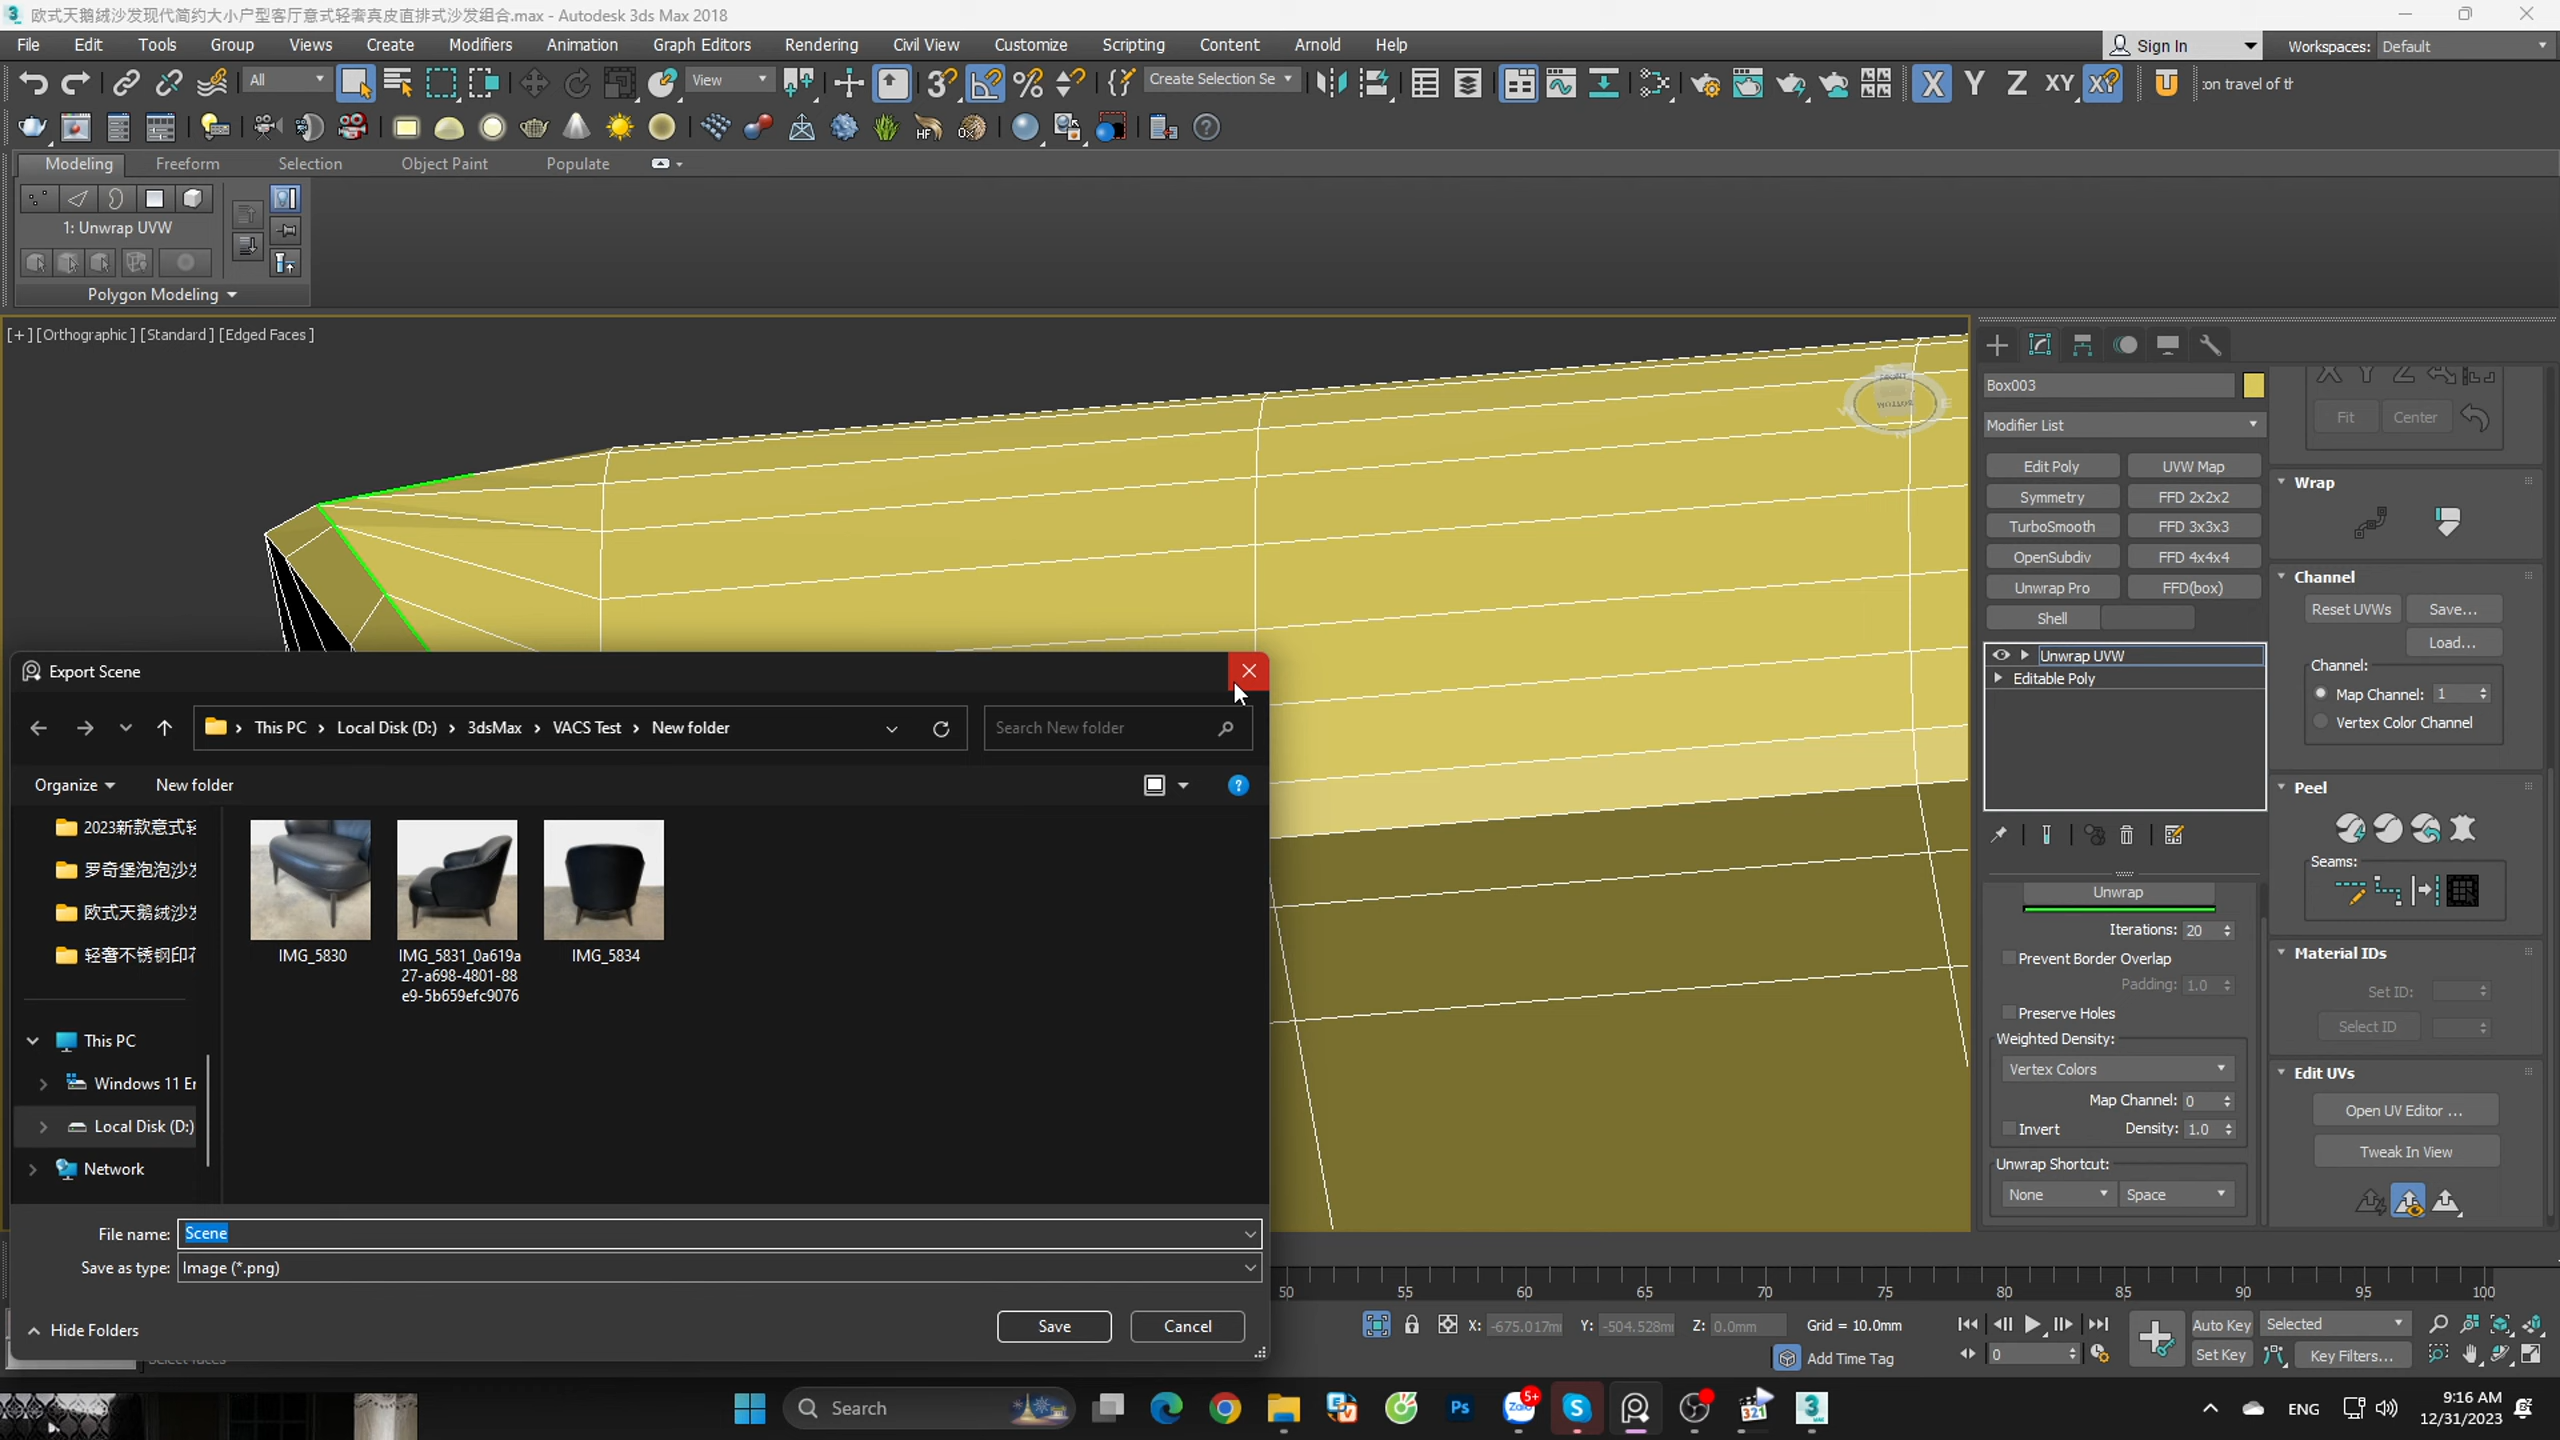 欧式天鹅绒沙发现代简约大小户型客厅意式轻奢真皮直排式沙发组合.max - Autodesk 3ds Max 2018
File Edit Tools Group Views Create Modifiers Animation Graph Editors Rendering Civil View Customize Scripting Content Arnold Help
Sign In Workspaces: Default
All View Create Selection Se X Y Z XY
Modeling Freeform Selection Object Paint Populate
1: Unwrap UVW
Polygon Modeling
[+] [Orthographic] [Standard] [Edged Faces]
Box003
Modifier List
Edit Poly UVW Map
Symmetry FFD 2x2x2
TurboSmooth FFD 3x3x3
OpenSubdiv FFD 4x4x4
Unwrap Pro FFD(box)
Shell
Unwrap UVW
Editable Poly
Unwrap
Iterations: 20
Prevent Border Overlap
Padding: 1.0
Preserve Holes
Weighted Density:
Vertex Colors
Map Channel: 0
Invert Density: 1.0
Unwrap Shortcut:
None Space
X Y Z
Fit Center
Wrap
Channel
Reset UVWs Save...
Load...
Channel:
Map Channel: 1
Vertex Color Channel
Peel
Seams:
Material IDs
Set ID:
Select ID
Edit UVs
Open UV Editor ...
Tweak In View
Export Scene
This PC Local Disk (D:) 3dsMax VACS Test New folder
Search New folder
Organize New folder
2023新款意式轻
罗奇堡泡泡沙发
欧式天鹅绒沙发
轻奢不锈钢印花
This PC
Windows 11 Er
Local Disk (D:)
Network
IMG_5830
IMG_5831_0a619a
27-a698-4801-88
e9-5b659efc9076
IMG_5834
File name: Scene
Save as type: Image (*.png)
Hide Folders
Save Cancel
50 55 60 65 70 75 80 85 90 95 100
X: -675.017m Y: -504.528m Z: 0.0mm Grid = 10.0mm
Add Time Tag
Auto Key Selected
0 Set Key Key Filters...
Search
5+
ENG
9:16 AM
12/31/2023